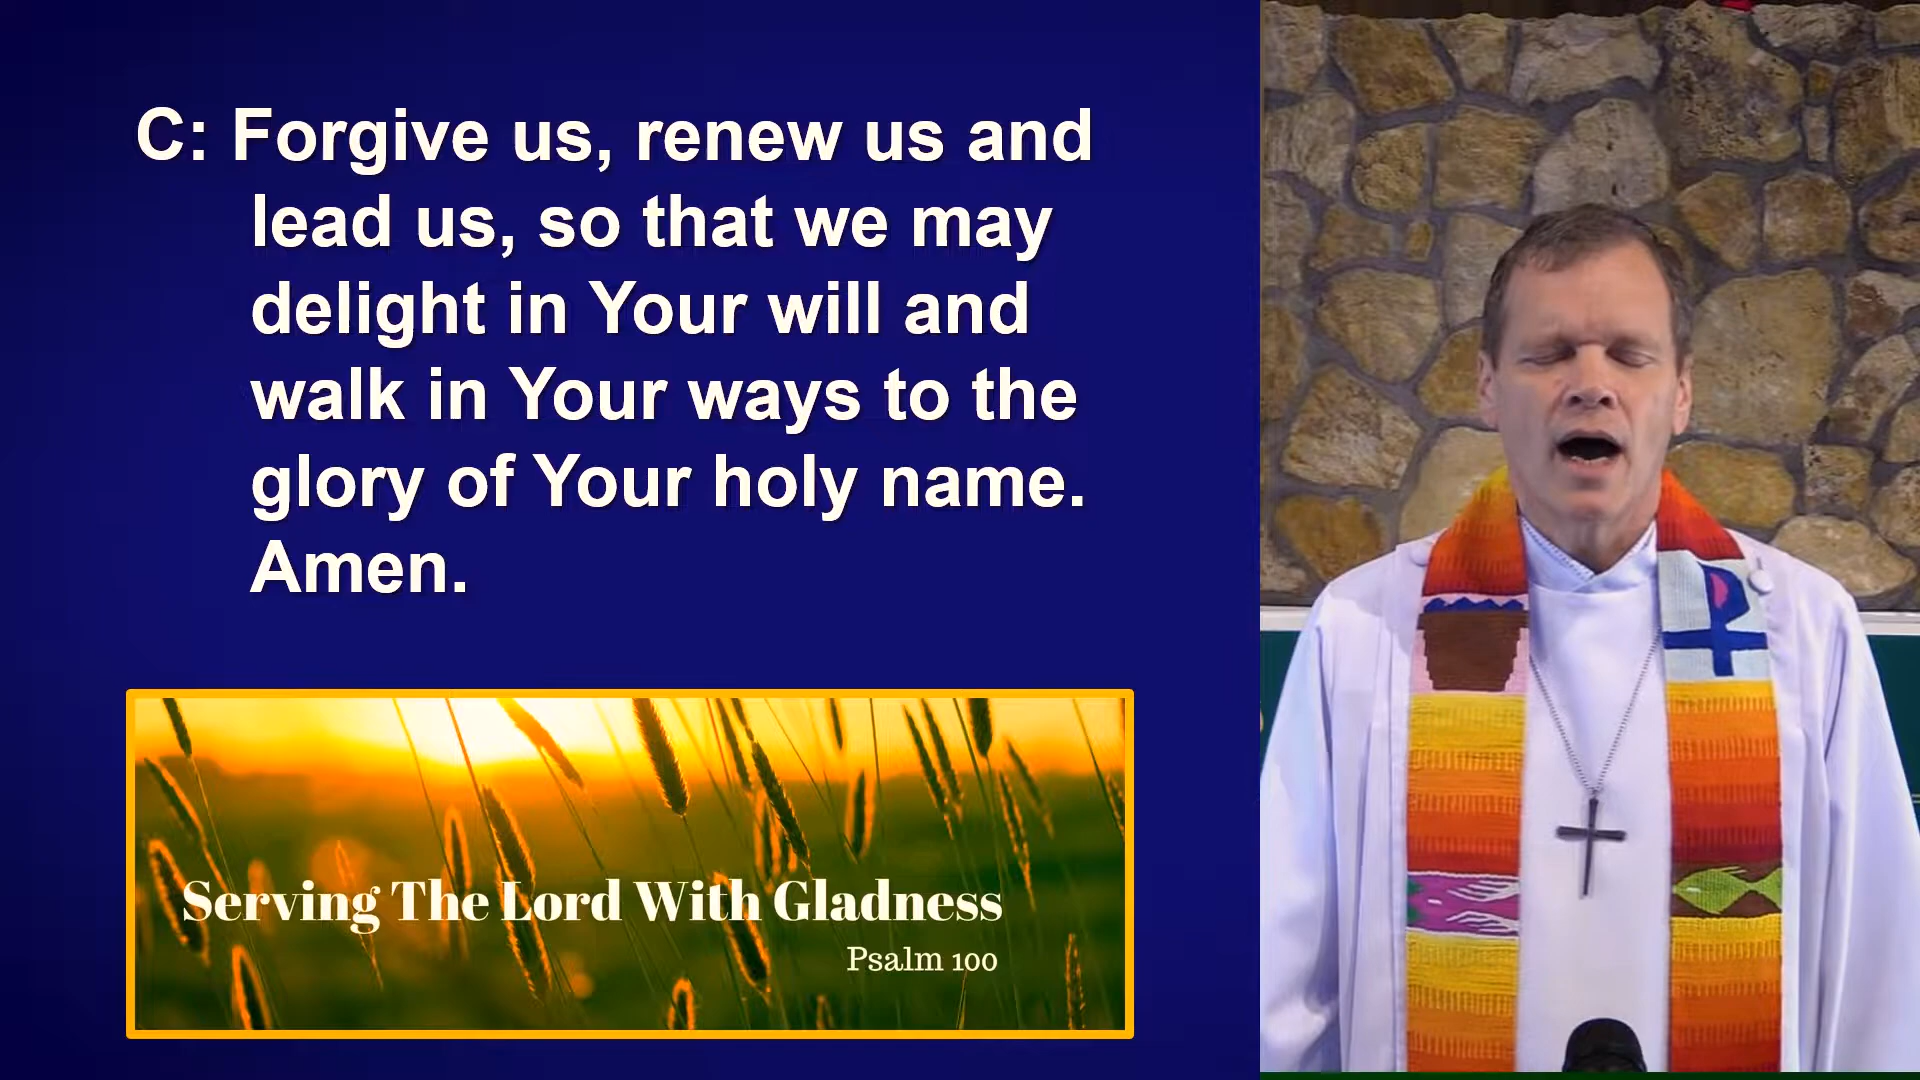 C: Forgive us, renew us and
lead us, so that we may
delight in Your will and
walk in Your ways to the
glory of Your holy name.
Amen.
Serving The Lord With Gladness
Psalm 100